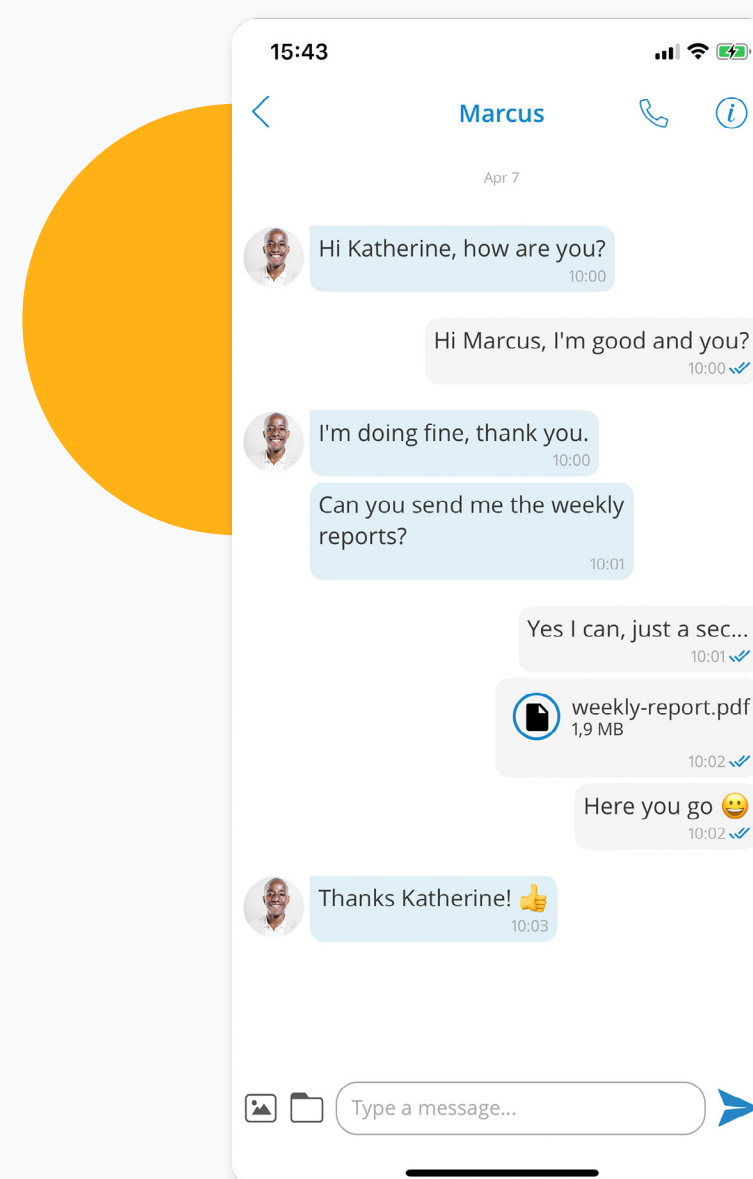 15:43
Marcus
Apr 7
Hi Katherine, how are you?
10:00
Hi Marcus, I'm good and you?
10:00
I'm doing fine, thank you.
10:00
Can you send me the weekly
reports?
10:01
Yes I can, just a sec...
10:01
weekly-report.pdf
1,9 MB
10:02
Here you go 😀
10:02
Thanks Katherine! 👍
10:03
Type a message...